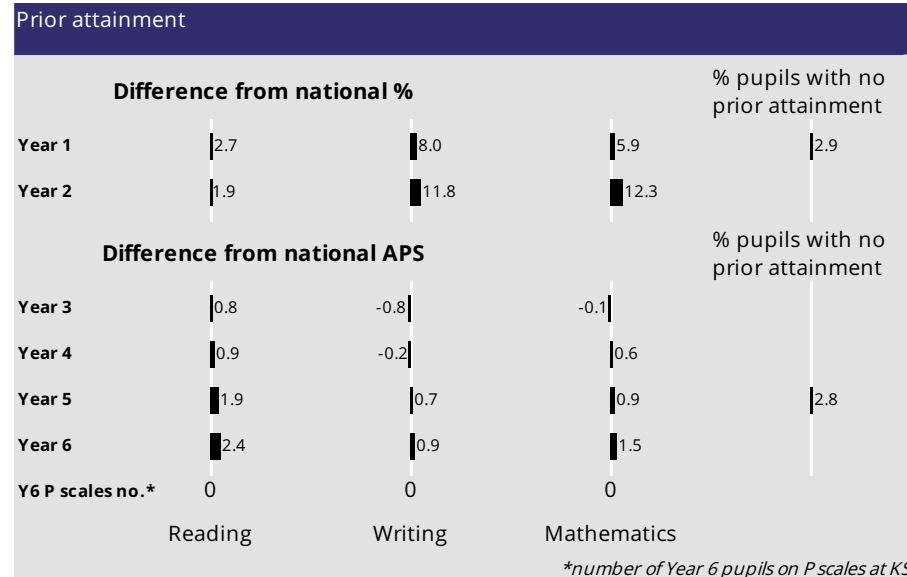 Prior attainment
Difference from national %
% pupils with no
prior attainment
Year 1 2.7 8.0 5.9 2.9
Year 2 1.9 11.8 12.3
Difference from national APS
% pupils with no
prior attainment
Year 3 0.8 -0.8 -0.1
Year 4 0.9 -0.2 0.6
Year 5 1.9 0.7 0.9 2.8
Year 6 2.4 0.9 1.5
Y6 P scales no.* 0 0 0
Reading Writing Mathematics
*number of Year 6 pupils on P scales at KS